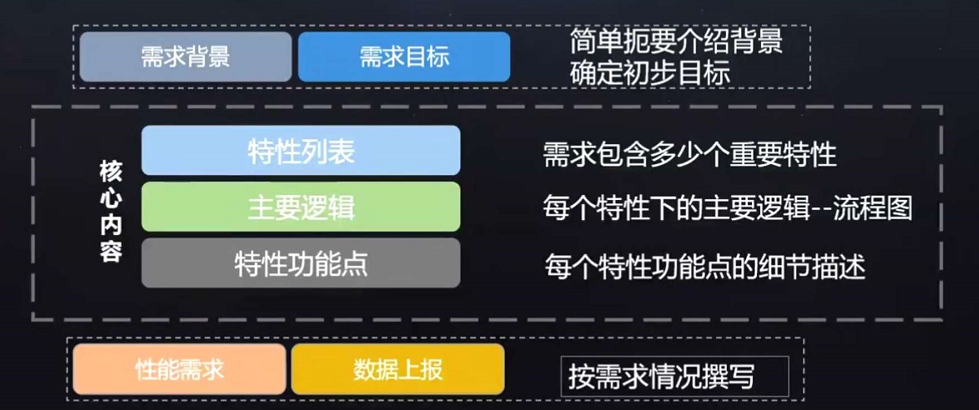 需求背景 需求目标 简单扼要介绍背景
确定初步目标
核心内容
特性列表 需求包含多少个重要特性
主要逻辑 每个特性下的主要逻辑--流程图
特性功能点 每个特性功能点的细节描述
性能需求 数据上报 按需求情况撰写